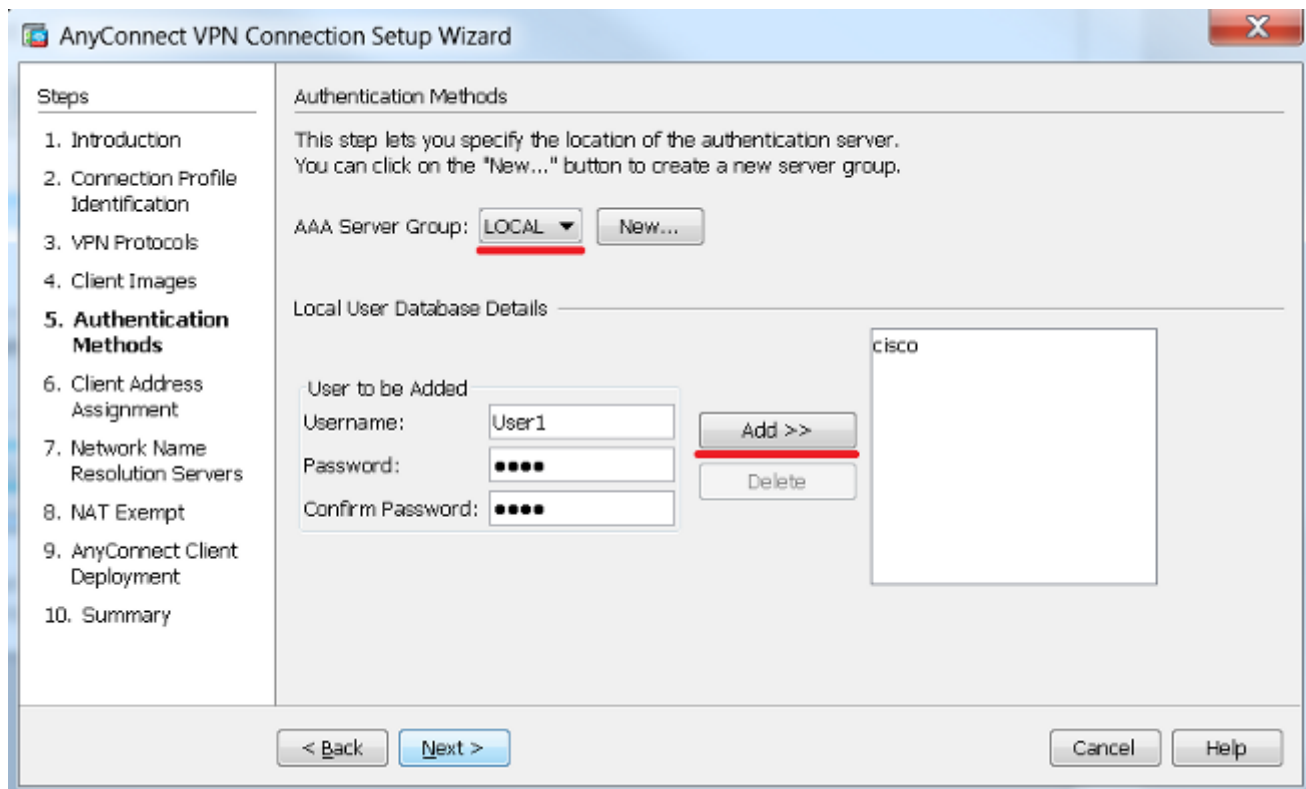 AnyConnect VPN Connection Setup Wizard
X
Steps
1. Introduction
2. Connection Profile
Identification
3. VPN Protocols
4. Client Images
5. Authentication
Methods
6. Client Address
Assignment
7. Network Name
Resolution Servers
8. NAT Exempt
9. AnyConnect Client
Deployment
10. Summary
Authentication Methods
This step lets you specify the location of the authentication server.
You can click on the "New..." button to create a new server group.
AAA Server Group: LOCAL New...
Local User Database Details
User to be Added
Username: User1
Password: ●●●●
Confirm Password: ●●●●
Add >>
Delete
cisco
< Back Next > Cancel Help